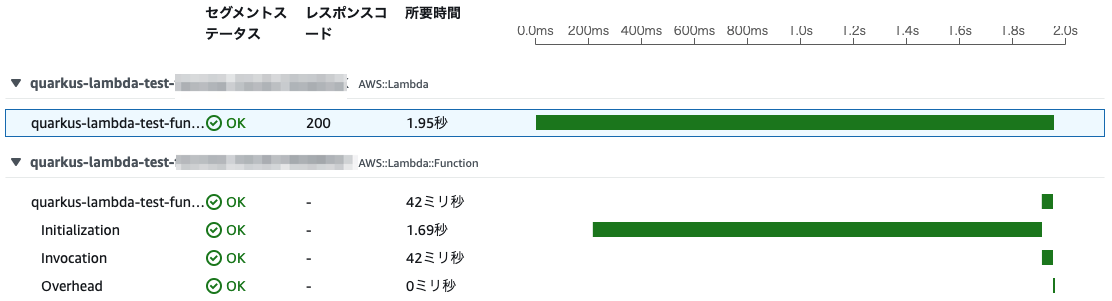 セグメントス レスポンスコ 所要時間
テータス ード
0.0ms 200ms 400ms 600ms 800ms 1.0s 1.2s 1.4s 1.6s 1.8s 2.0s
▼ quarkus-lambda-test- AWS::Lambda
quarkus-lambda-test-fun... OK 200 1.95秒
▼ quarkus-lambda-test- AWS::Lambda::Function
quarkus-lambda-test-fun... OK - 42ミリ秒
Initialization OK - 1.69秒
Invocation OK - 42ミリ秒
Overhead OK - 0ミリ秒